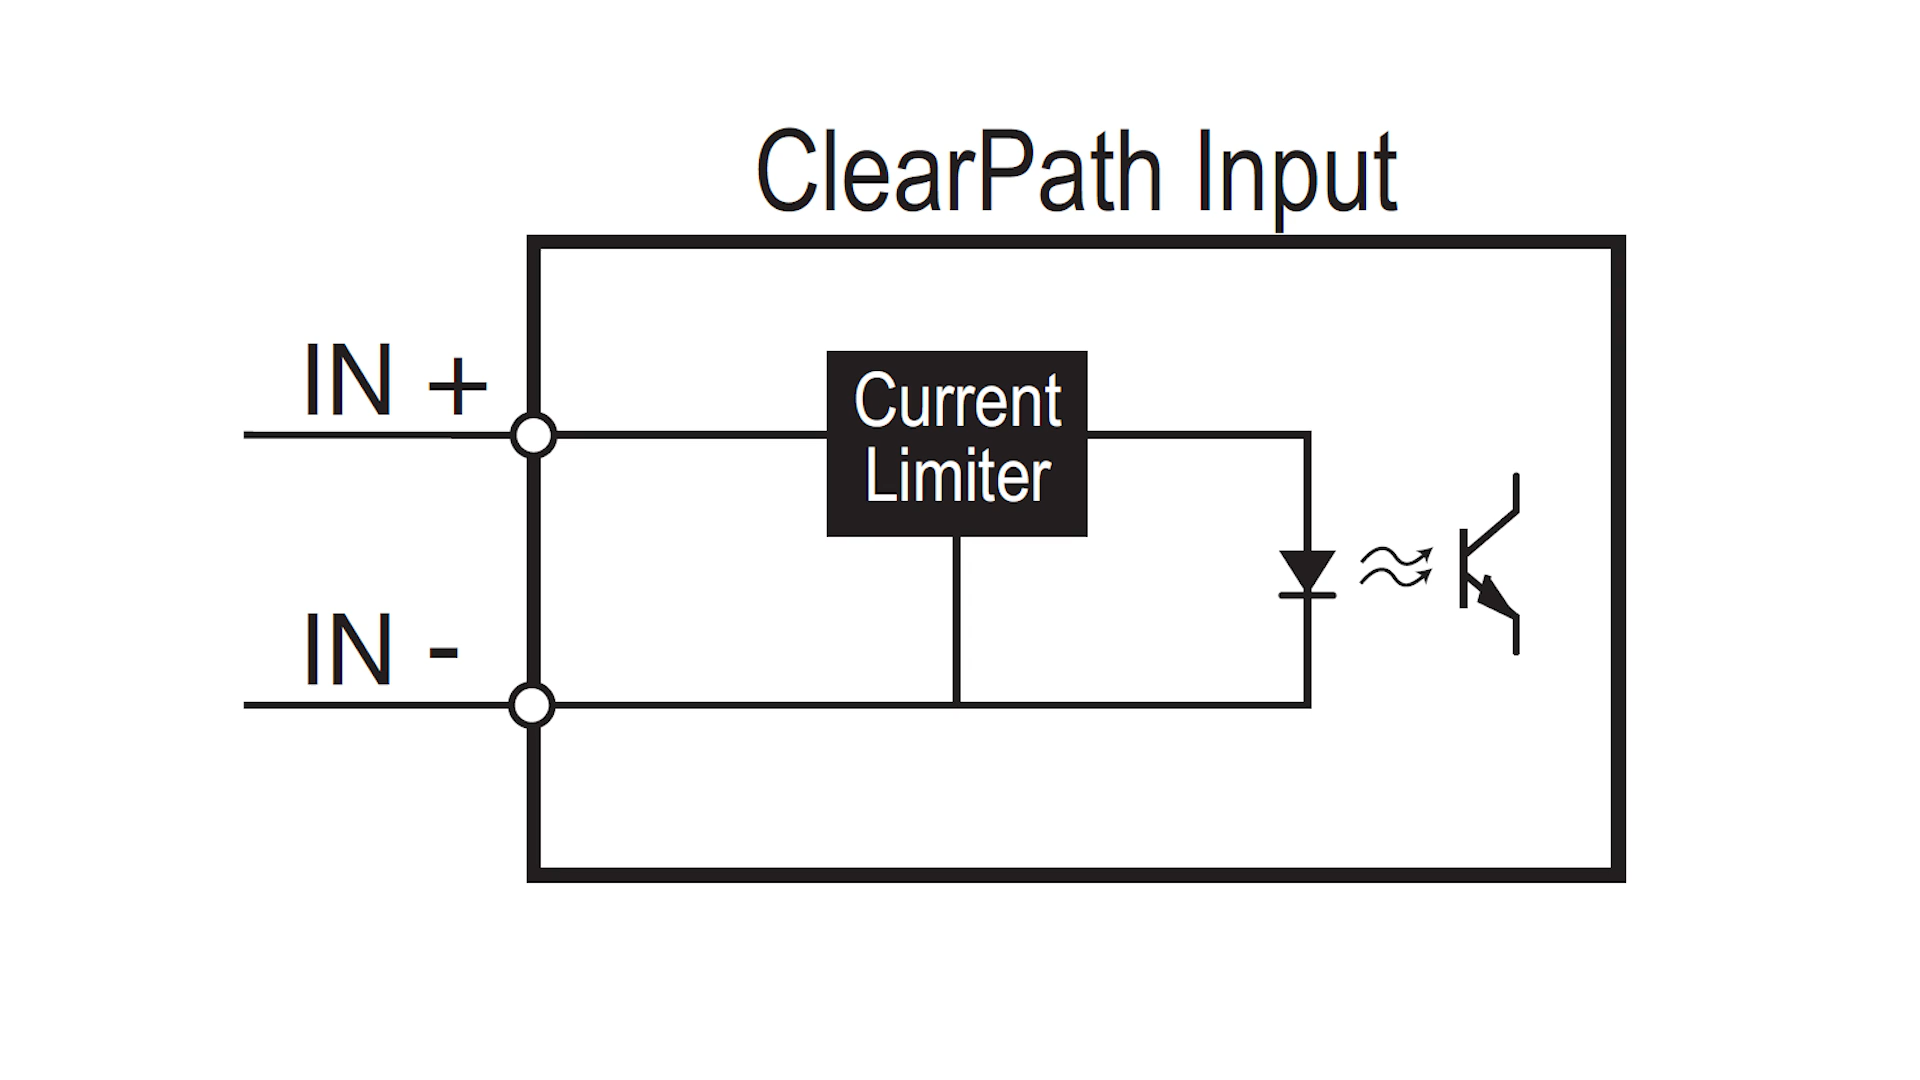 ClearPath Input
IN +
Current
Limiter
IN -